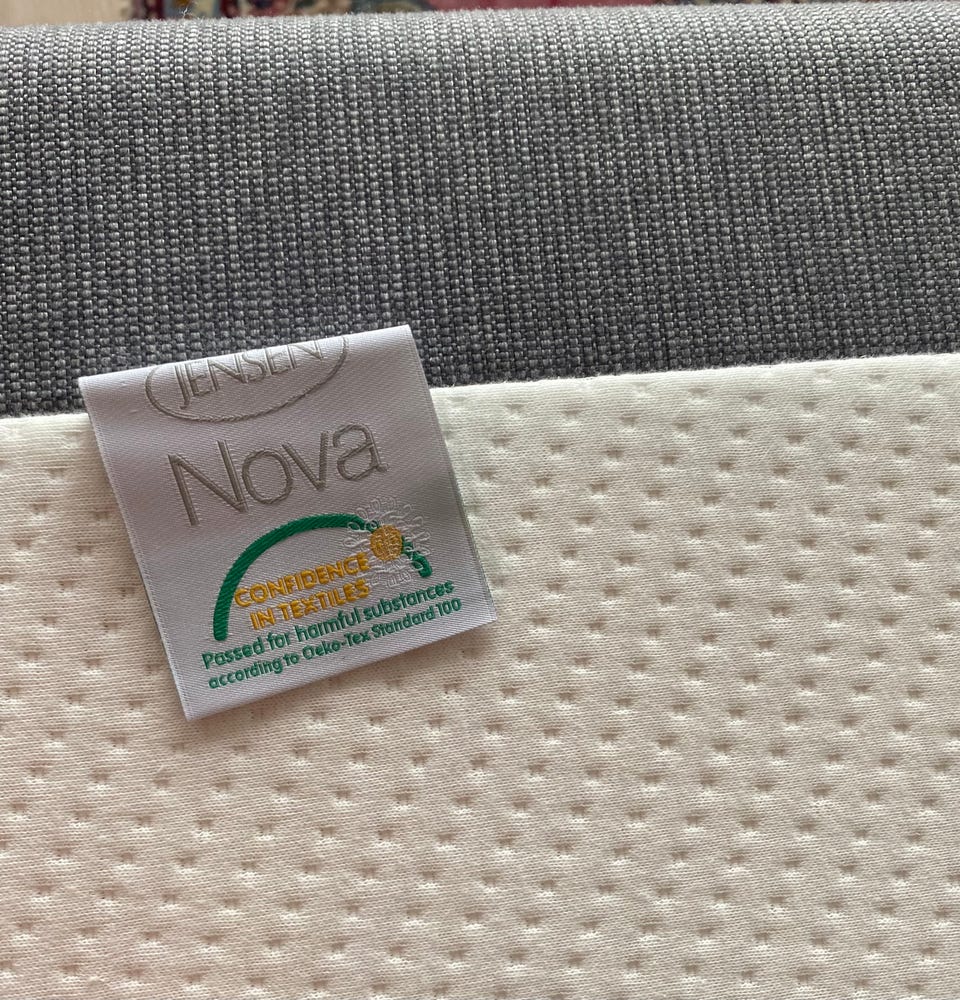 JENSEN
Nova
CONFIDENCE
IN TEXTILES
Passed for harmful substances
according to Oeko-Tex Standard 100